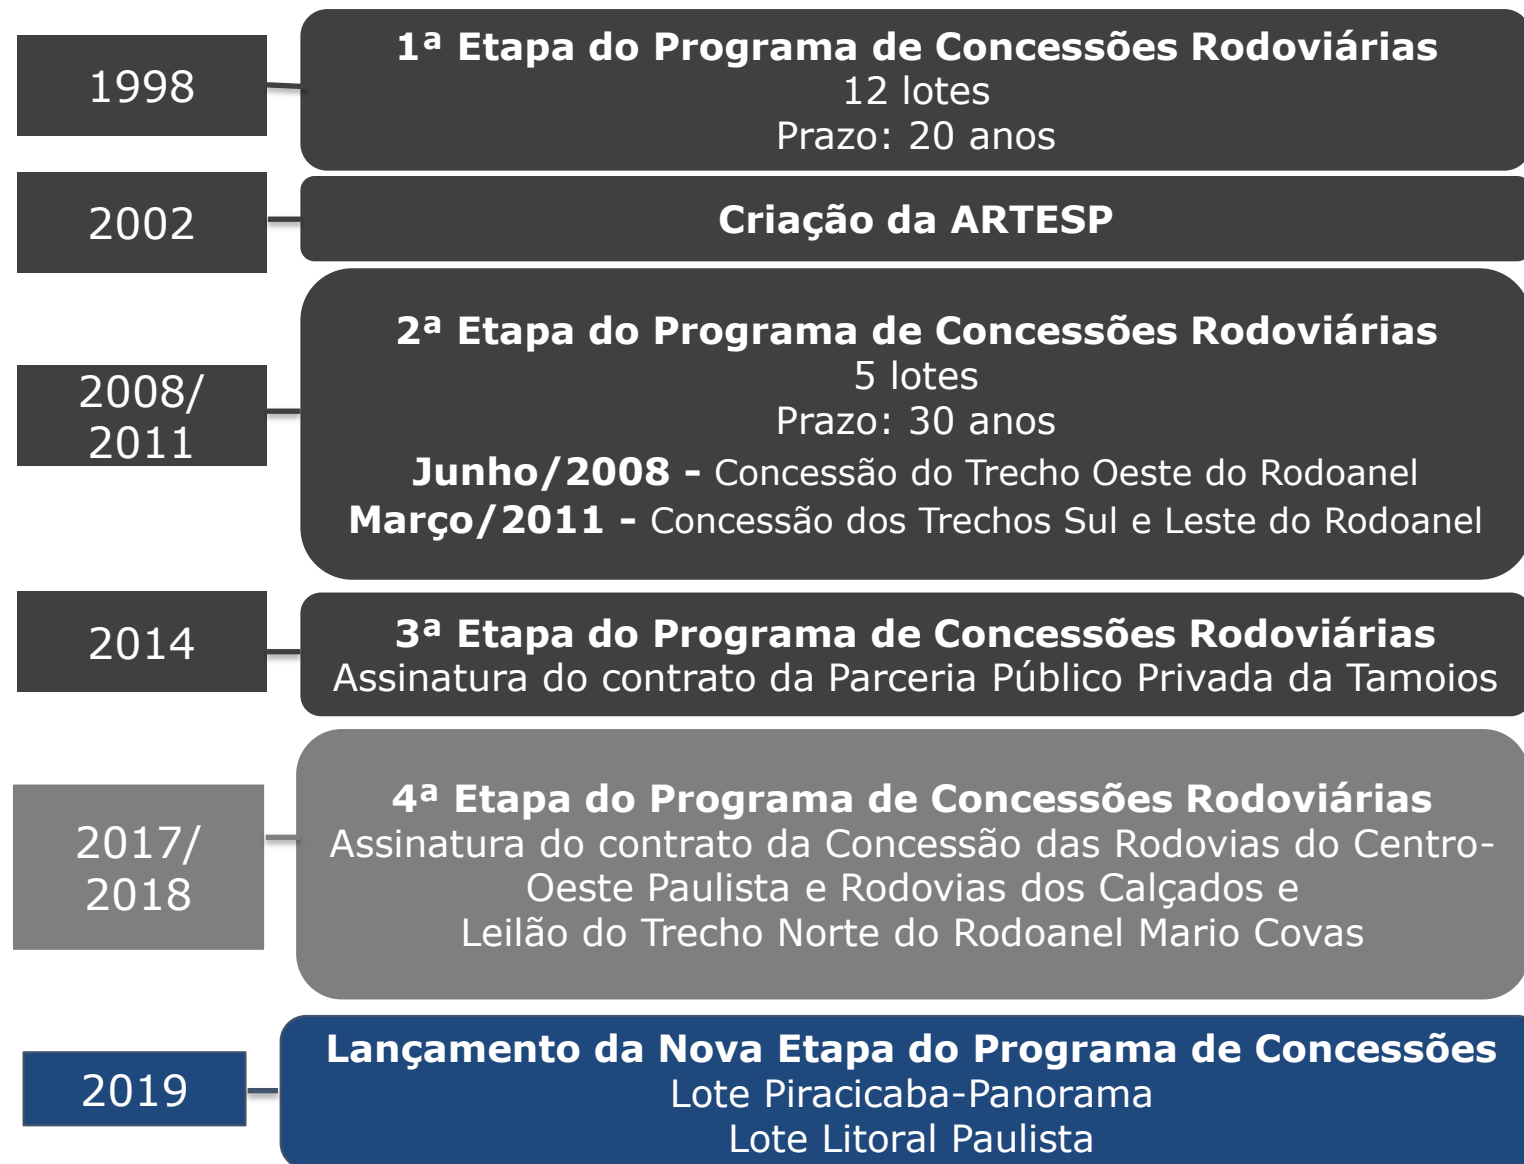 1998
1ª Etapa do Programa de Concessões Rodoviárias
12 lotes
Prazo: 20 anos
2002
Criação da ARTESP
2008/
2011
2ª Etapa do Programa de Concessões Rodoviárias
5 lotes
Prazo: 30 anos
Junho/2008 - Concessão do Trecho Oeste do Rodoanel
Março/2011 - Concessão dos Trechos Sul e Leste do Rodoanel
2014
3ª Etapa do Programa de Concessões Rodoviárias
Assinatura do contrato da Parceria Público Privada da Tamoios
2017/
2018
4ª Etapa do Programa de Concessões Rodoviárias
Assinatura do contrato da Concessão das Rodovias do Centro-
Oeste Paulista e Rodovias dos Calçados e
Leilão do Trecho Norte do Rodoanel Mario Covas
2019
Lançamento da Nova Etapa do Programa de Concessões
Lote Piracicaba-Panorama
Lote Litoral Paulista